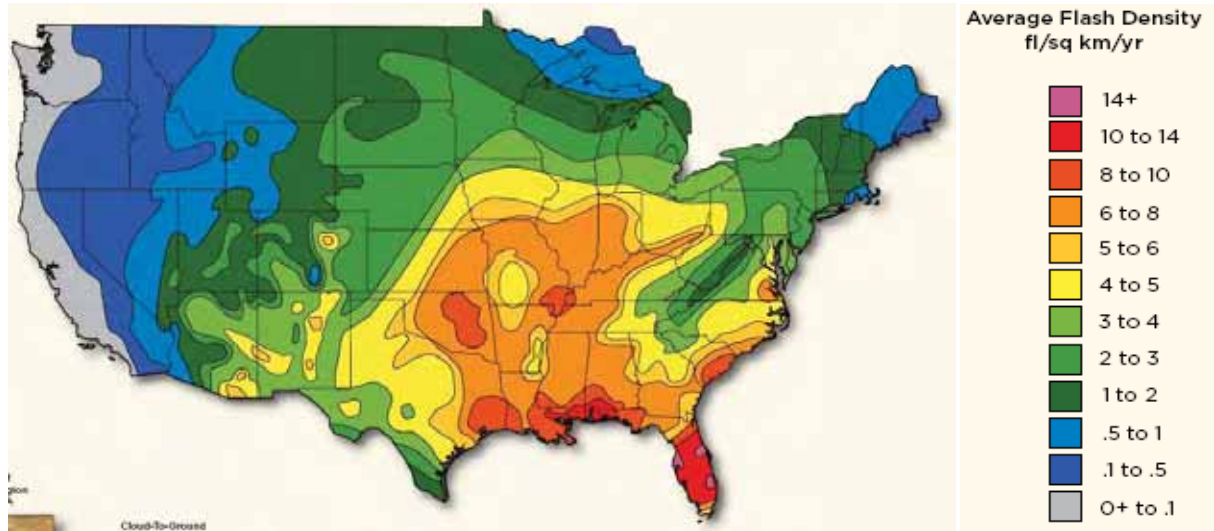 Average Flash Density
fl/sq km/yr
14+
10 to 14
8 to 10
6 to 8
5 to 6
4 to 5
3 to 4
2 to 3
1 to 2
.5 to 1
.1 to .5
0+ to .1
gion
Cloud-To-Ground